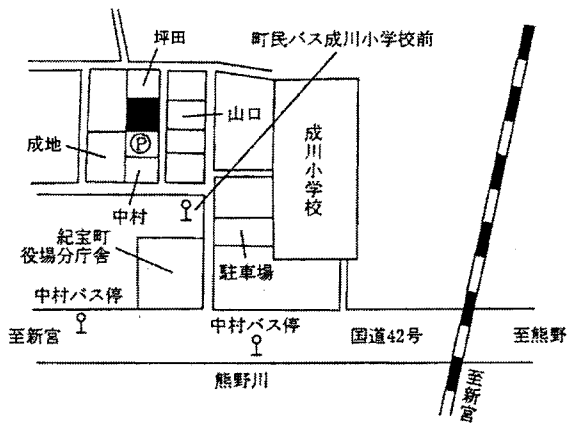 坪田
町民バス成川小学校前
山口
成地
Ⓟ
成川小学校
中村
紀宝町
役場分庁舎
駐車場
中村バス停
中村バス停
至新宮
国道42号
至熊野
熊野川
至新宮